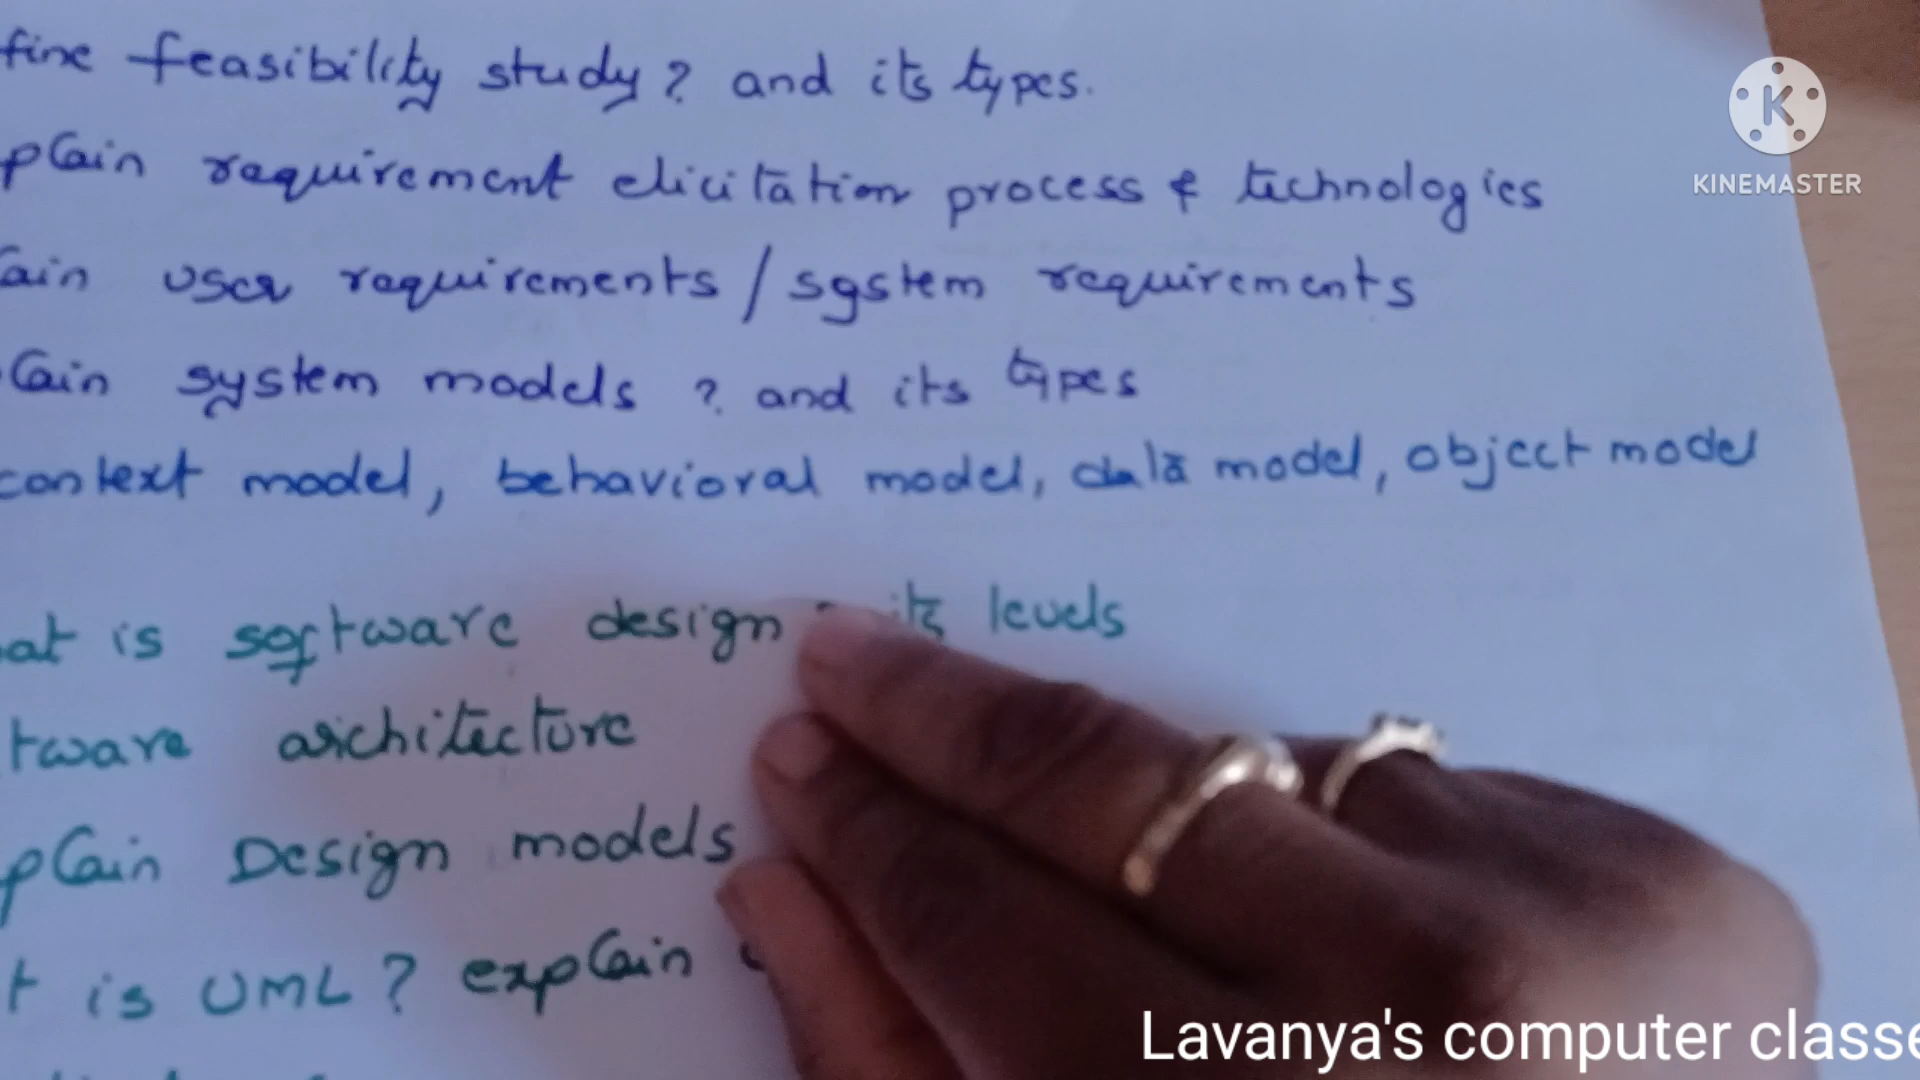 fine feasibility study? and its types.
plain requirement elicitation process & technologies
lain user requirements / system requirements
lain system models ? and its types
context model, behavioral model, data model, object model
at is software design its levels
tware architecture
plain Design models
t is UML ? explain
KINEMASTER
Lavanya's computer classe